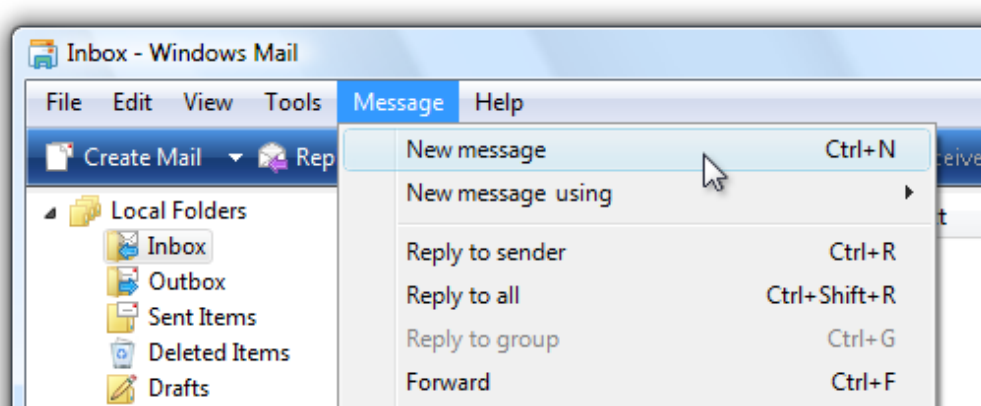 Inbox - Windows Mail
File Edit View Tools Message Help
Create Mail
New message Ctrl+N
New message using
Local Folders
Inbox
Reply to sender Ctrl+R
Outbox
Reply to all Ctrl+Shift+R
Sent Items
Reply to group Ctrl+G
Deleted Items
Forward Ctrl+F
Drafts